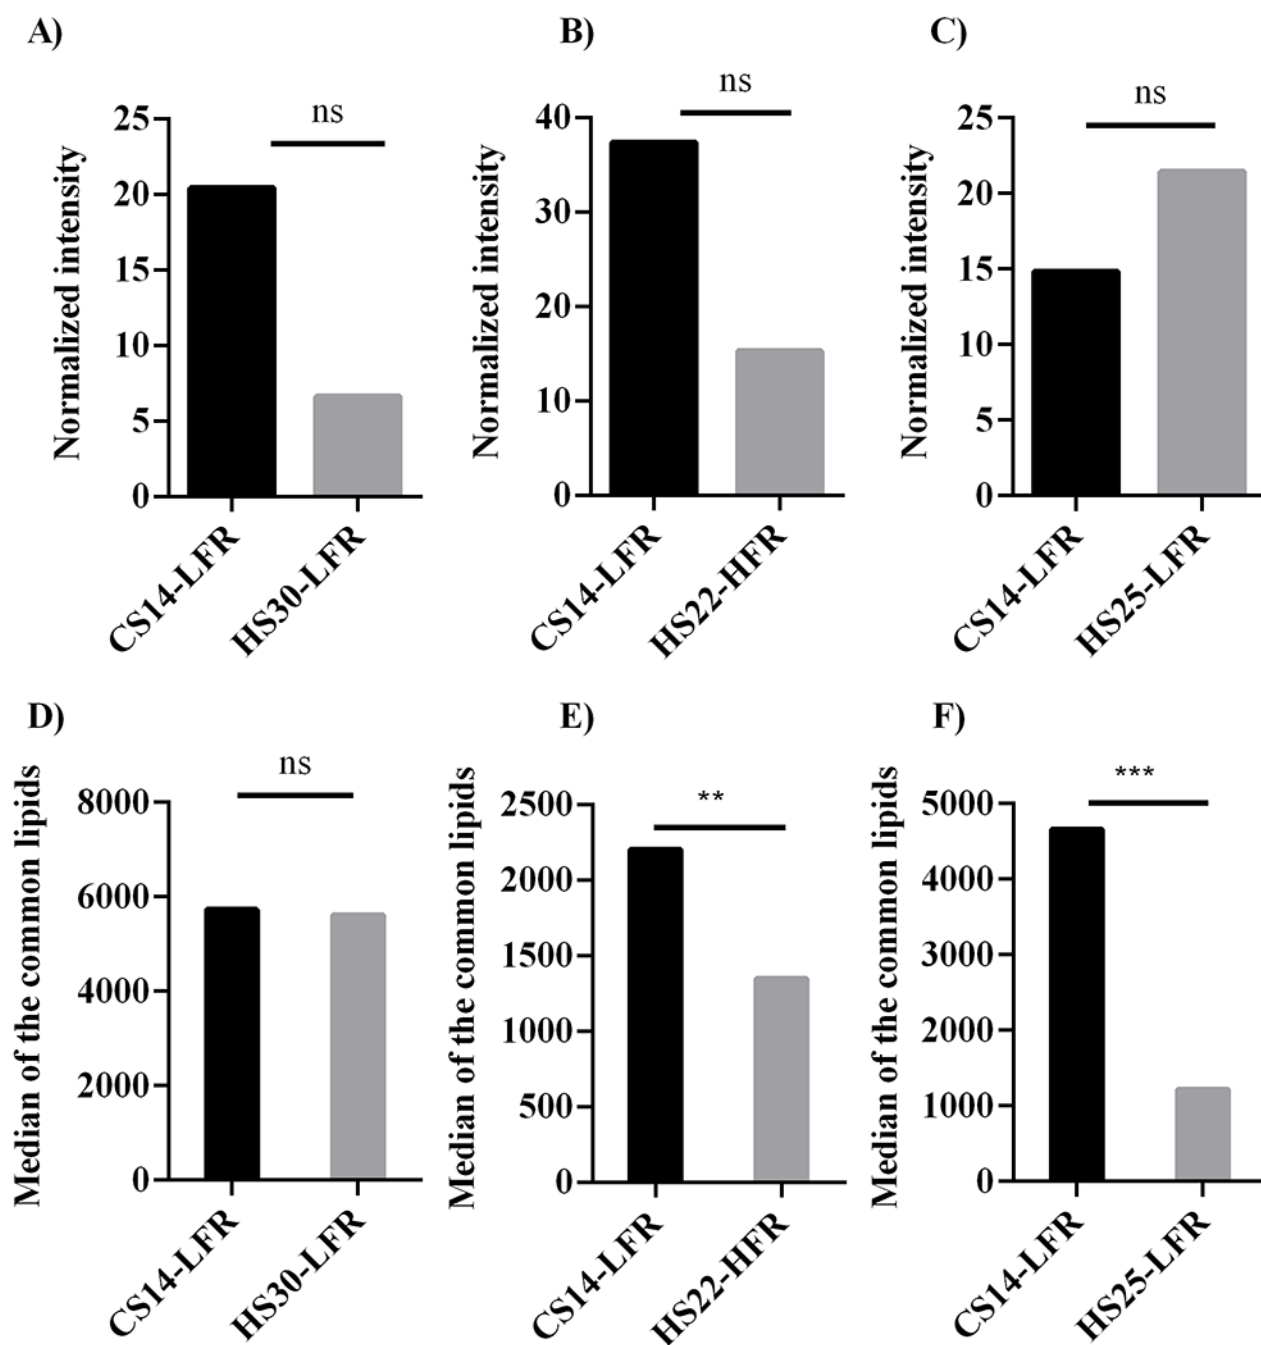 A)
ns
Normalized intensity
25
20
15
10
5
0
CS14-LFR
HS30-LFR
B)
ns
Normalized intensity
40
30
20
10
0
CS14-LFR
HS22-HFR
C)
ns
Normalized intensity
25
20
15
10
5
0
CS14-LFR
HS25-LFR
D)
ns
Median of the common lipids
8000
6000
4000
2000
0
CS14-LFR
HS30-LFR
E)
**
Median of the common lipids
2500
2000
1500
1000
500
0
CS14-LFR
HS22-HFR
F)
***
Median of the common lipids
5000
4000
3000
2000
1000
0
CS14-LFR
HS25-LFR